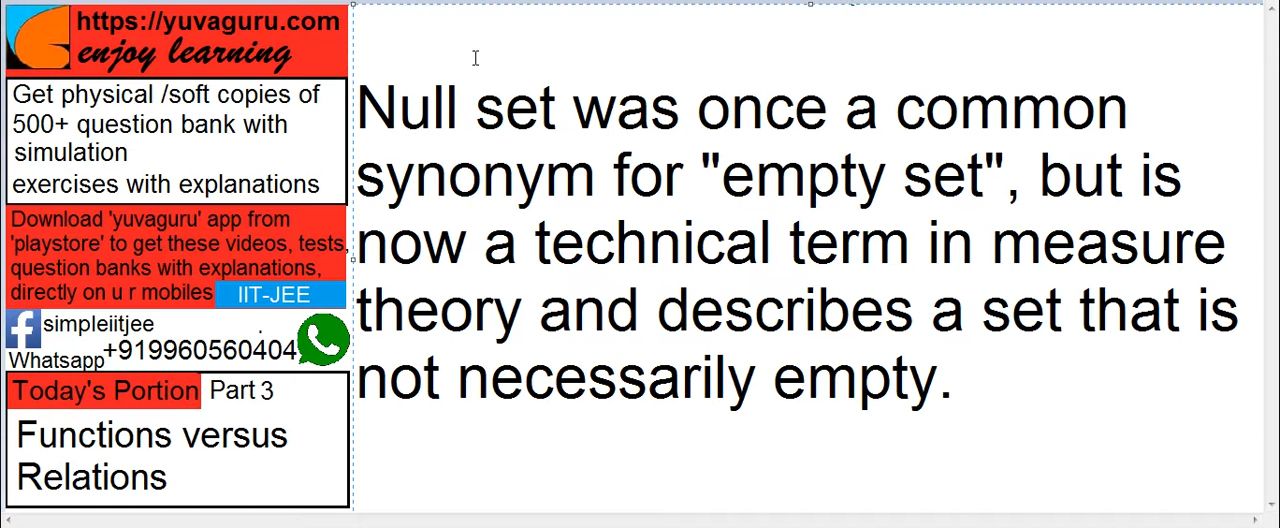 https://yuvaguru.com
enjoy learning
Get physical /soft copies of
500+ question bank with
simulation
exercises with explanations
Download 'yuvaguru' app from
'playstore' to get these videos, tests,
question banks with explanations,
directly on u r mobiles IIT-JEE
simpleiitjee
Whatsapp +919960560404
Today's Portion Part 3
Functions versus
Relations
Null set was once a common
synonym for "empty set", but is
now a technical term in measure
theory and describes a set that is
not necessarily empty.